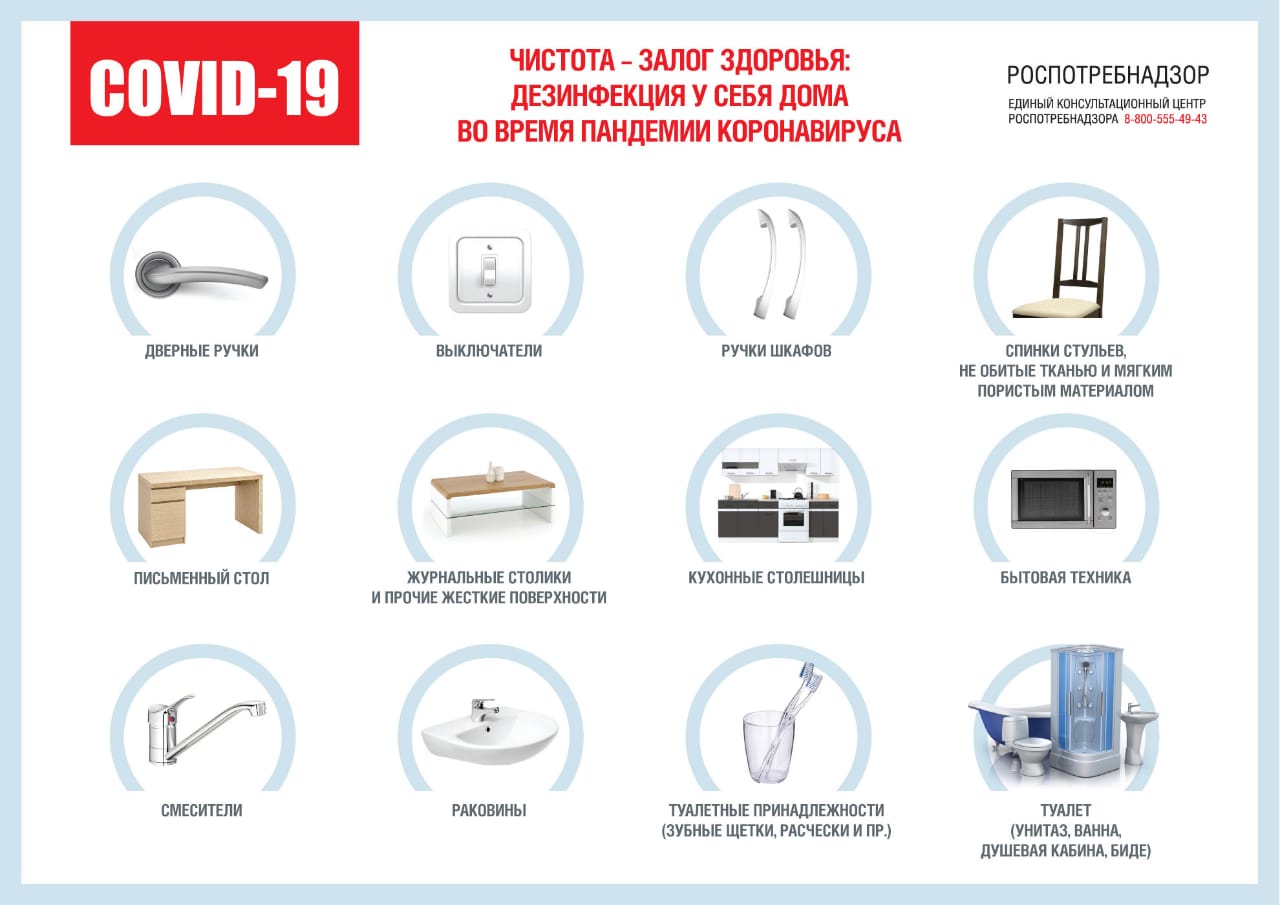 COVID-19
ЧИСТОТА – ЗАЛОГ ЗДОРОВЬЯ:
ДЕЗИНФЕКЦИЯ У СЕБЯ ДОМА
ВО ВРЕМЯ ПАНДЕМИИ КОРОНАВИРУСА
РОСПОТРЕБНАДЗОР
ЕДИНЫЙ КОНСУЛЬТАЦИОННЫЙ ЦЕНТР
РОСПОТРЕБНАДЗОРА 8-800-555-49-43
ДВЕРНЫЕ РУЧКИ
ВЫКЛЮЧАТЕЛИ
РУЧКИ ШКАФОВ
СПИНКИ СТУЛЬЕВ,
НЕ ОБИТЫЕ ТКАНЬЮ И МЯГКИМ
ПОРИСТЫМ МАТЕРИАЛОМ
ПИСЬМЕННЫЙ СТОЛ
ЖУРНАЛЬНЫЕ СТОЛИКИ
И ПРОЧИЕ ЖЕСТКИЕ ПОВЕРХНОСТИ
КУХОННЫЕ СТОЛЕШНИЦЫ
БЫТОВАЯ ТЕХНИКА
СМЕСИТЕЛИ
РАКОВИНЫ
ТУАЛЕТНЫЕ ПРИНАДЛЕЖНОСТИ
(ЗУБНЫЕ ЩЕТКИ, РАСЧЕСКИ И ПР.)
ТУАЛЕТ
(УНИТАЗ, ВАННА,
ДУШЕВАЯ КАБИНА, БИДЕ)